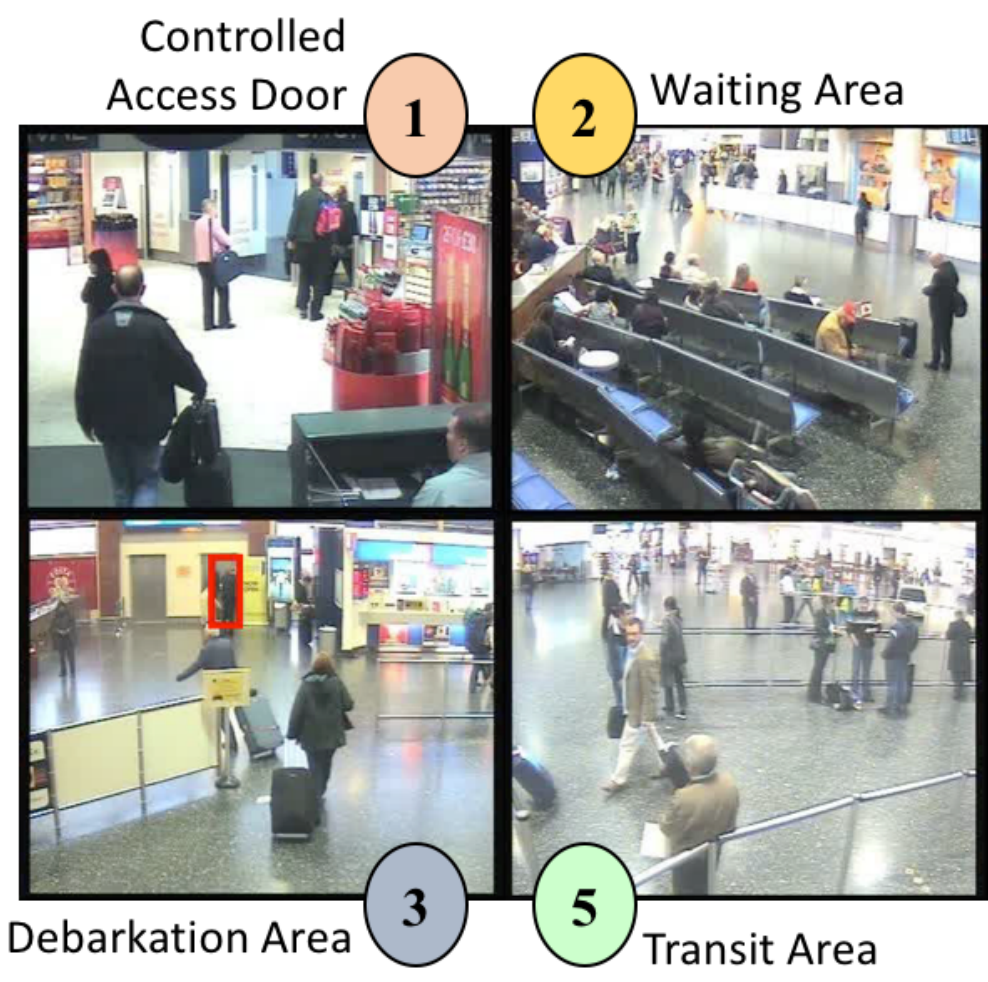 Controlled
Access Door
1
2
Waiting Area
3
Debarkation Area
5
Transit Area